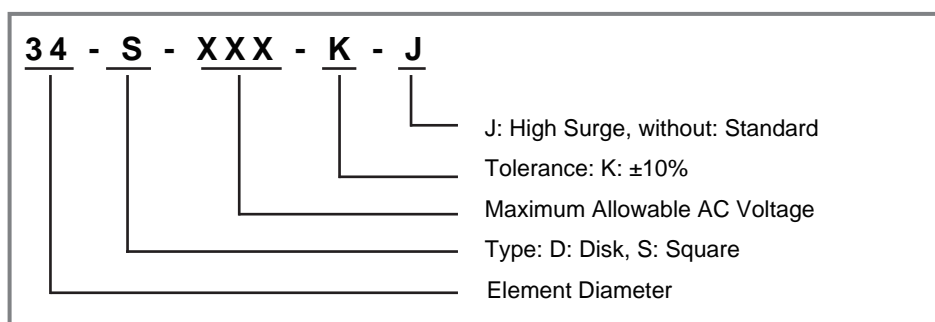 34 - S - XXX - K - J
J: High Surge, without: Standard
Tolerance: K: ±10%
Maximum Allowable AC Voltage
Type: D: Disk, S: Square
Element Diameter